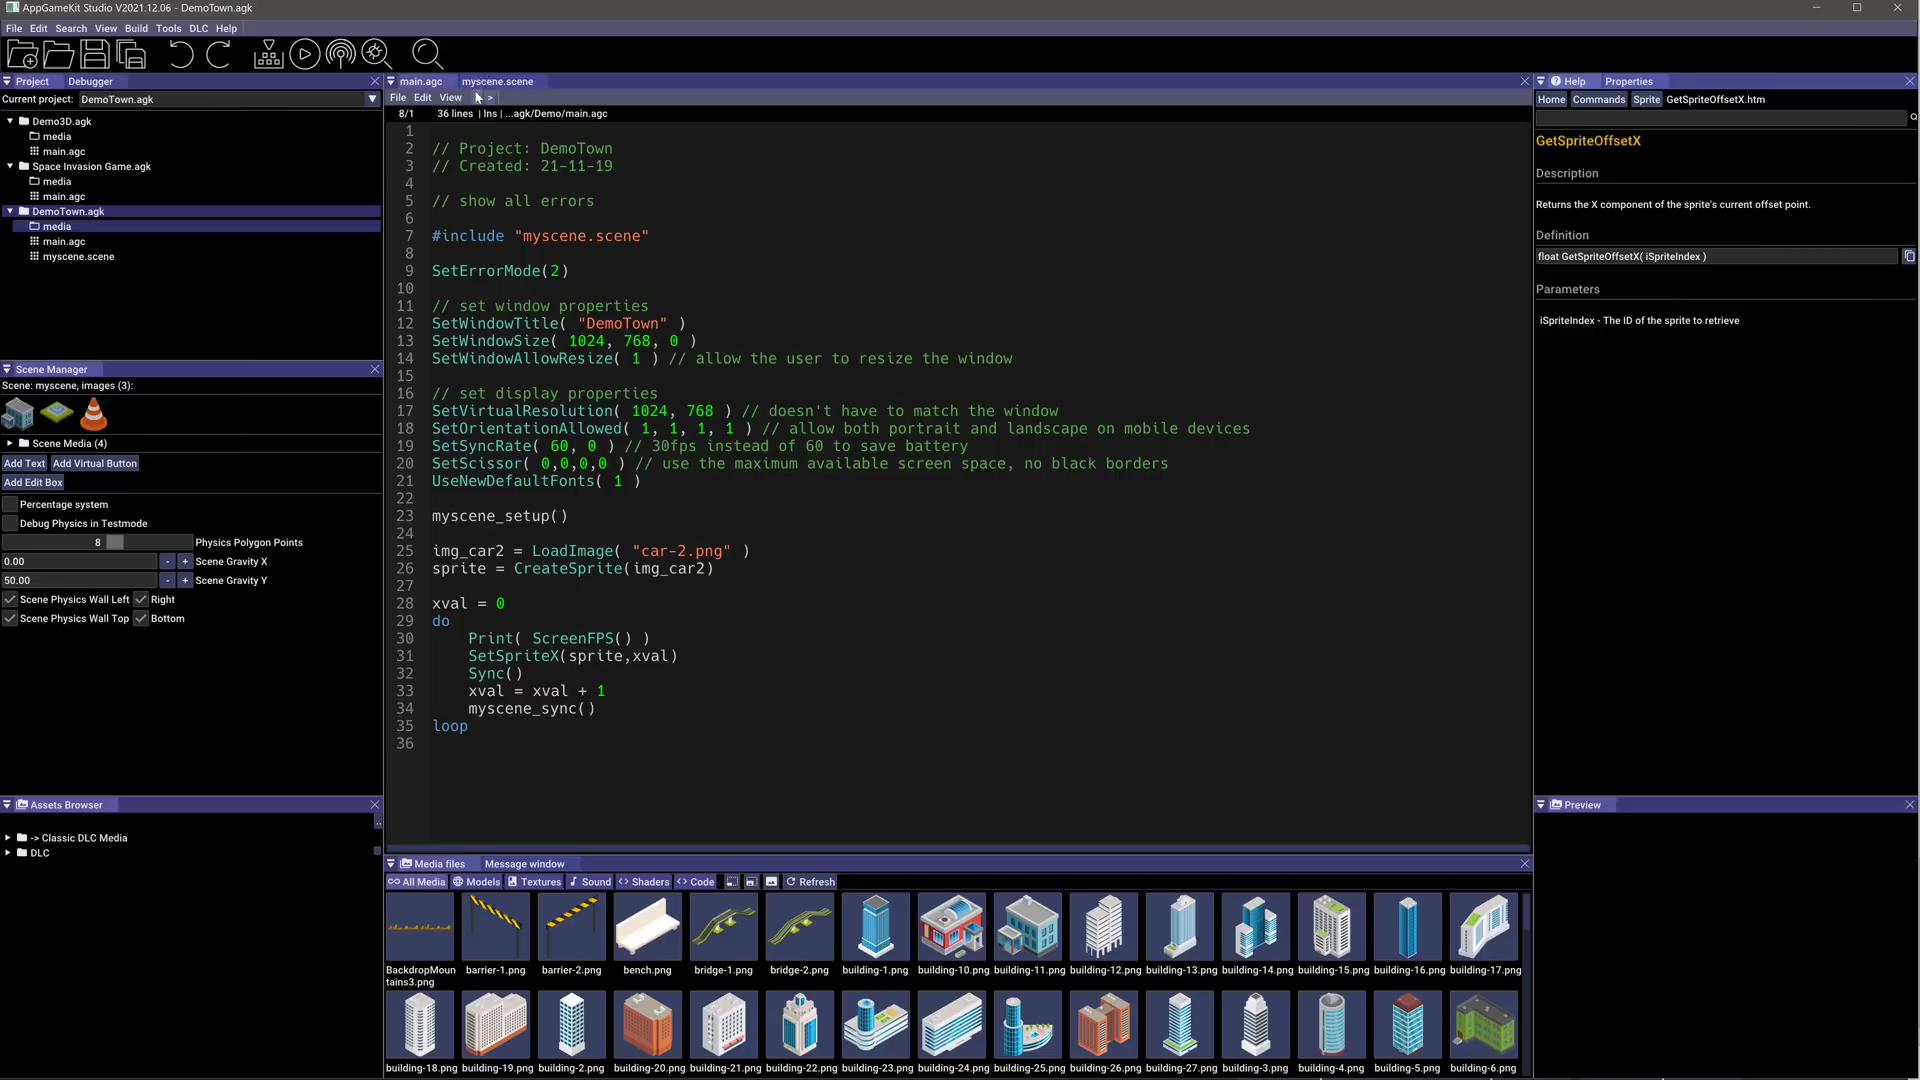 AppGameKit Studio V2021.12.06 - DemoTown.agk
File Edit Search View Build Tools DLC Help
Project Debugger
Current project: DemoTown.agk
Demo3D.agk
media
main.agc
Space Invasion Game.agk
media
main.agc
DemoTown.agk
media
main.agc
myscene.scene
Scene Manager
Scene: myscene, images (3):
Scene Media (4)
Add Text Add Virtual Button
Add Edit Box
Percentage system
Debug Physics in Testmode
8 Physics Polygon Points
0.00 - + Scene Gravity X
50.00 - + Scene Gravity Y
Scene Physics Wall Left Right
Scene Physics Wall Top Bottom
Assets Browser
-> Classic DLC Media
DLC
main.agc myscene.scene
File Edit View >
8/1 36 lines | Ins | ...agk/Demo/main.agc
1
2 // Project: DemoTown
3 // Created: 21-11-19
4
5 // show all errors
6
7 #include "myscene.scene"
8
9 SetErrorMode(2)
10
11 // set window properties
12 SetWindowTitle( "DemoTown" )
13 SetWindowSize( 1024, 768, 0 )
14 SetWindowAllowResize( 1 ) // allow the user to resize the window
15
16 // set display properties
17 SetVirtualResolution( 1024, 768 ) // doesn't have to match the window
18 SetOrientationAllowed( 1, 1, 1, 1 ) // allow both portrait and landscape on mobile devices
19 SetSyncRate( 60, 0 ) // 30fps instead of 60 to save battery
20 SetScissor( 0,0,0,0 ) // use the maximum available screen space, no black borders
21 UseNewDefaultFonts( 1 )
22
23 myscene_setup()
24
25 img_car2 = LoadImage( "car-2.png" )
26 sprite = CreateSprite(img_car2)
27
28 xval = 0
29 do
30 Print( ScreenFPS() )
31 SetSpriteX(sprite,xval)
32 Sync()
33 xval = xval + 1
34 myscene_sync()
35 loop
36
Media files Message window
All Media Models Textures Sound <> Shaders <> Code Refresh
BackdropMoun
tains3.png
barrier-1.png barrier-2.png bench.png bridge-1.png bridge-2.png building-1.png building-10.png building-11.png building-12.png building-13.png building-14.png building-15.png building-16.png building-17.png
building-18.png building-19.png building-2.png building-20.png building-21.png building-22.png building-23.png building-24.png building-25.png building-26.png building-27.png building-3.png building-4.png building-5.png building-6.png
Help Properties
Home Commands Sprite GetSpriteOffsetX.htm
GetSpriteOffsetX
Description
Returns the X component of the sprite's current offset point.
Definition
float GetSpriteOffsetX( iSpriteIndex )
Parameters
iSpriteIndex - The ID of the sprite to retrieve
Preview